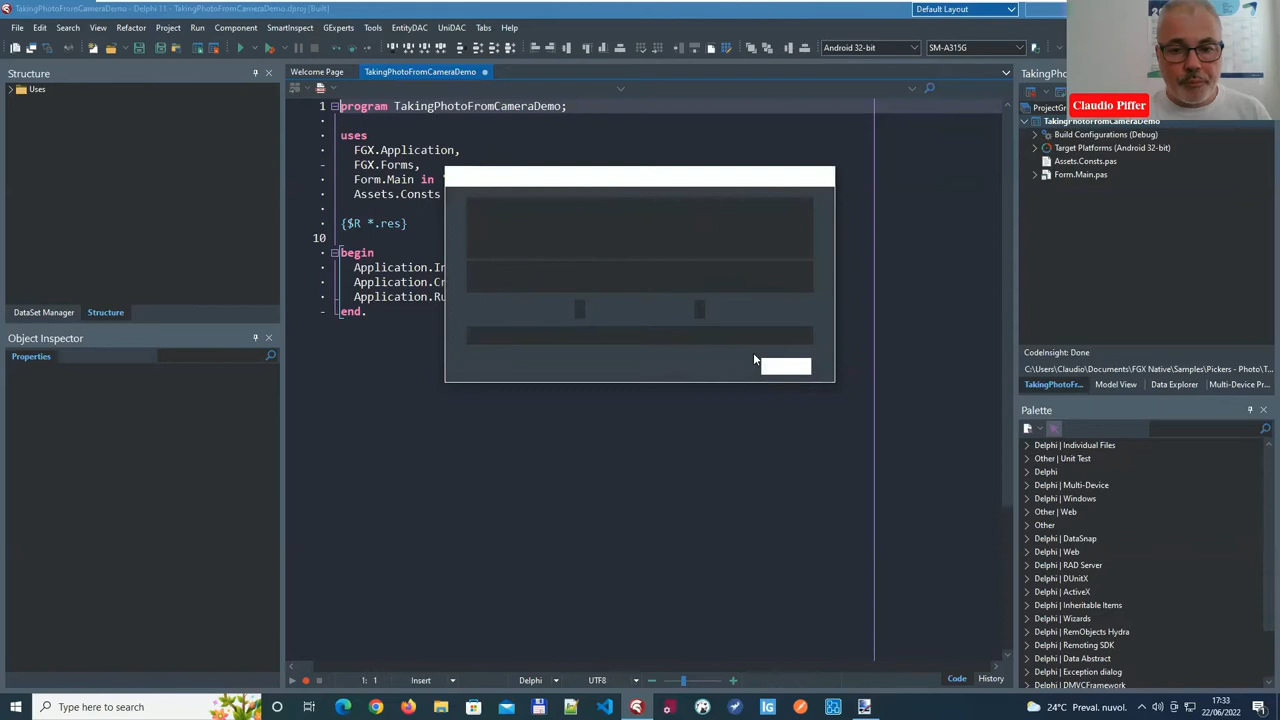 TakingPhotoFromCameraDemo - Delphi 11 - TakingPhotoFromCameraDemo.dproj [Built]
Default Layout
File Edit Search View Refactor Project Run Component SmartInspect GExperts Tools EntityDAC UniDAC Tabs Help
Android 32-bit
SM-A315G
Structure
Uses
DataSet Manager
Structure
Object Inspector
Properties
Welcome Page
TakingPhotoFromCameraDemo
1 program TakingPhotoFromCameraDemo;
uses
FGX.Application,
FGX.Forms,
Form.Main in
Assets.Consts
{$R *.res}
10
begin
Application.In
Application.Cr
Application.Ru
end.
1: 1
Insert
Delphi
UTF8
Code
History
Claudio Piffer
TakingPhotoFromCameraDemo
Build Configurations (Debug)
Target Platforms (Android 32-bit)
Assets.Consts.pas
Form.Main.pas
CodeInsight: Done
C:\Users\Claudio\Documents\FGX Native\Samples\Pickers - Photo\T...
TakingPhotoFr...
Model View
Data Explorer
Multi-Device Pr...
Palette
Delphi | Individual Files
Other | Unit Test
Delphi
Delphi | Multi-Device
Delphi | Windows
Other | Web
Other
Delphi | DataSnap
Delphi | Web
Delphi | RAD Server
Delphi | DUnitX
Delphi | ActiveX
Delphi | Inheritable Items
Delphi | Wizards
Delphi | RemObjects Hydra
Delphi | Remoting SDK
Delphi | Data Abstract
Delphi | Exception dialog
Delphi | DMVCFramework
Type here to search
24°C Preval. nuvol.
17:33
22/06/2022